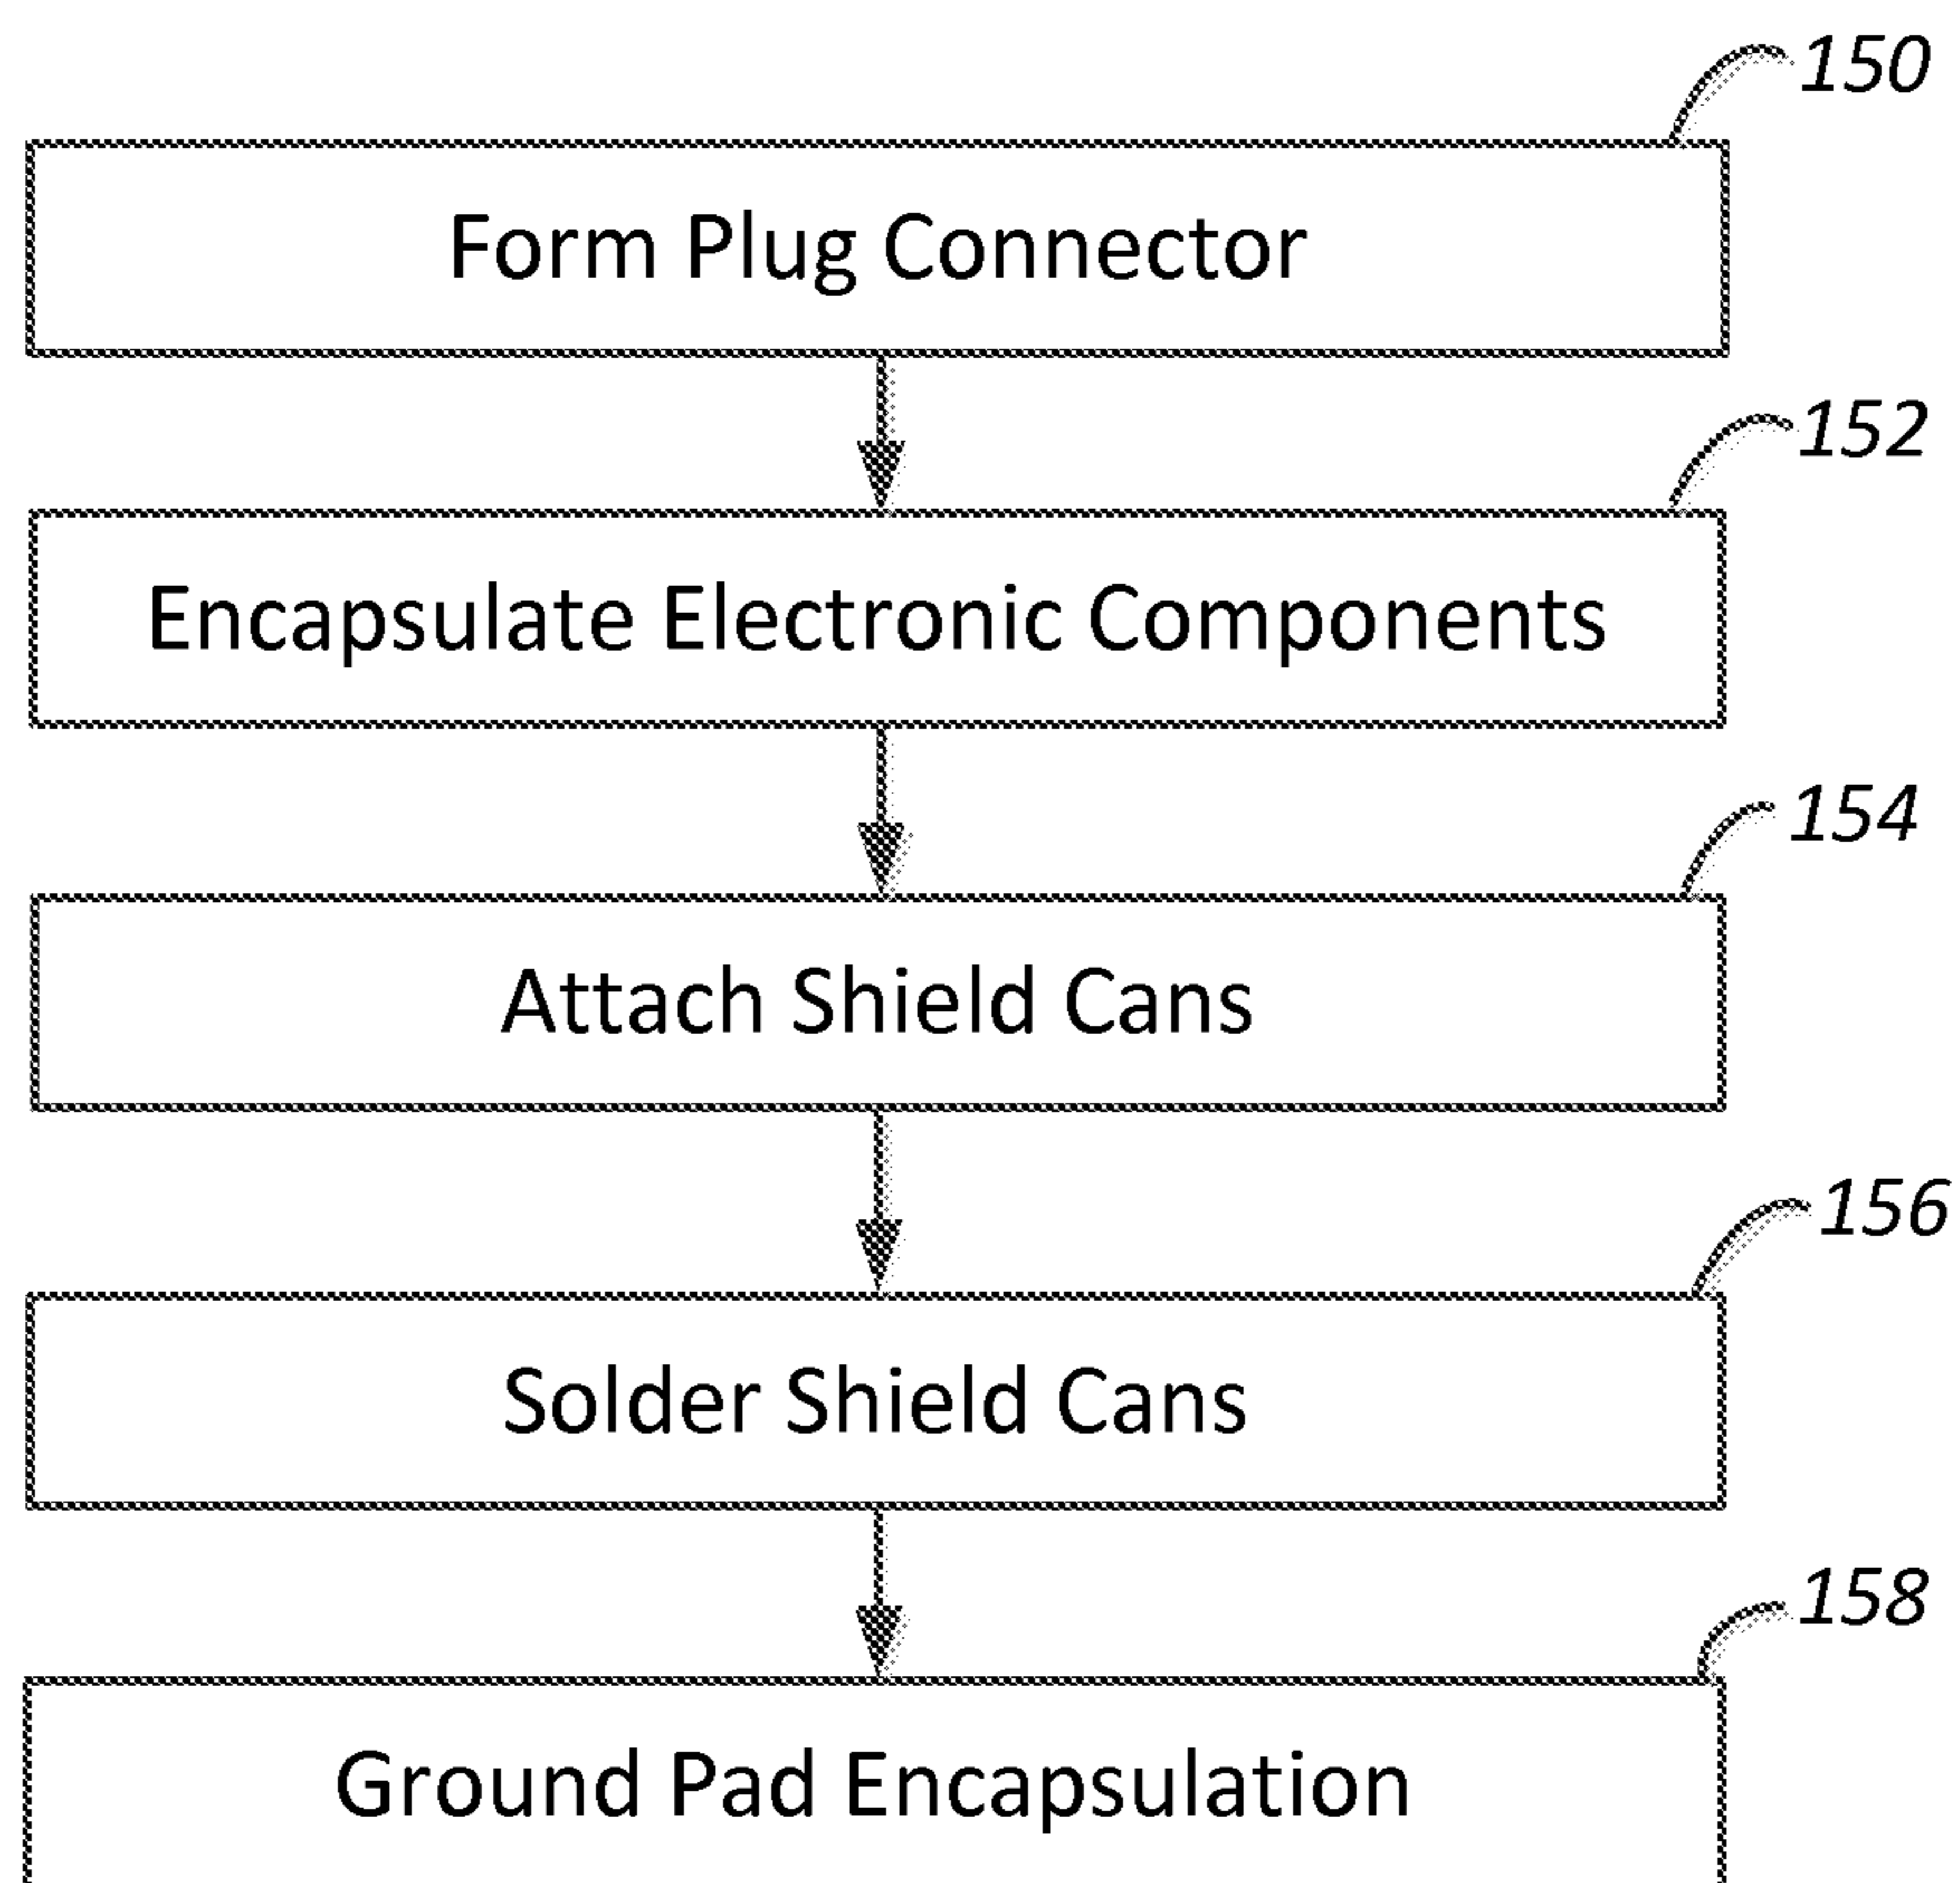 150
Form Plug Connector
152
Encapsulate Electronic Components
154
Attach Shield Cans
156
Solder Shield Cans
158
Ground Pad Encapsulation